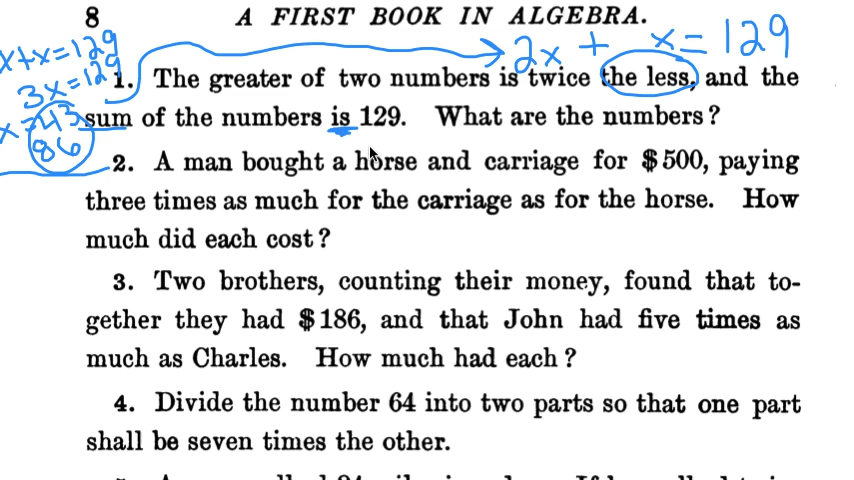 8 A FIRST BOOK IN ALGEBRA.
x+x=129
2x + x=129
3x=129
x=43
86
1. The greater of two numbers is twice the less, and the
sum of the numbers is 129. What are the numbers?
2. A man bought a horse and carriage for $500, paying
three times as much for the carriage as for the horse. How
much did each cost?
3. Two brothers, counting their money, found that to-
gether they had $186, and that John had five times as
much as Charles. How much had each?
4. Divide the number 64 into two parts so that one part
shall be seven times the other.